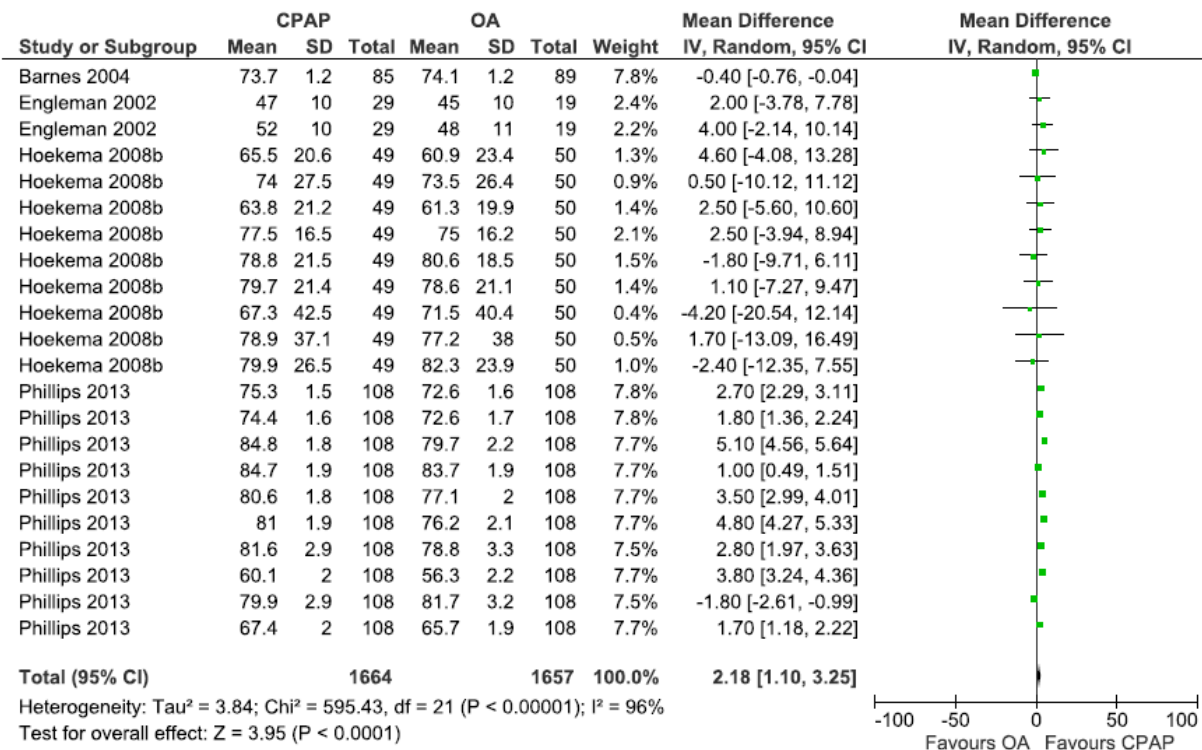 CPAP OA Mean Difference Mean Difference
Study or Subgroup Mean SD Total Mean SD Total Weight IV, Random, 95% CI IV, Random, 95% CI
Barnes 2004 73.7 1.2 85 74.1 1.2 89 7.8% -0.40 [-0.76, -0.04]
Engleman 2002 47 10 29 45 10 19 2.4% 2.00 [-3.78, 7.78]
Engleman 2002 52 10 29 48 11 19 2.2% 4.00 [-2.14, 10.14]
Hoekema 2008b 65.5 20.6 49 60.9 23.4 50 1.3% 4.60 [-4.08, 13.28]
Hoekema 2008b 74 27.5 49 73.5 26.4 50 0.9% 0.50 [-10.12, 11.12]
Hoekema 2008b 63.8 21.2 49 61.3 19.9 50 1.4% 2.50 [-5.60, 10.60]
Hoekema 2008b 77.5 16.5 49 75 16.2 50 2.1% 2.50 [-3.94, 8.94]
Hoekema 2008b 78.8 21.5 49 80.6 18.5 50 1.5% -1.80 [-9.71, 6.11]
Hoekema 2008b 79.7 21.4 49 78.6 21.1 50 1.4% 1.10 [-7.27, 9.47]
Hoekema 2008b 67.3 42.5 49 71.5 40.4 50 0.4% -4.20 [-20.54, 12.14]
Hoekema 2008b 78.9 37.1 49 77.2 38 50 0.5% 1.70 [-13.09, 16.49]
Hoekema 2008b 79.9 26.5 49 82.3 23.9 50 1.0% -2.40 [-12.35, 7.55]
Phillips 2013 75.3 1.5 108 72.6 1.6 108 7.8% 2.70 [2.29, 3.11]
Phillips 2013 74.4 1.6 108 72.6 1.7 108 7.8% 1.80 [1.36, 2.24]
Phillips 2013 84.8 1.8 108 79.7 2.2 108 7.7% 5.10 [4.56, 5.64]
Phillips 2013 84.7 1.9 108 83.7 1.9 108 7.7% 1.00 [0.49, 1.51]
Phillips 2013 80.6 1.8 108 77.1 2 108 7.7% 3.50 [2.99, 4.01]
Phillips 2013 81 1.9 108 76.2 2.1 108 7.7% 4.80 [4.27, 5.33]
Phillips 2013 81.6 2.9 108 78.8 3.3 108 7.5% 2.80 [1.97, 3.63]
Phillips 2013 60.1 2 108 56.3 2.2 108 7.7% 3.80 [3.24, 4.36]
Phillips 2013 79.9 2.9 108 81.7 3.2 108 7.5% -1.80 [-2.61, -0.99]
Phillips 2013 67.4 2 108 65.7 1.9 108 7.7% 1.70 [1.18, 2.22]
Total (95% CI) 1664 1657 100.0% 2.18 [1.10, 3.25]
Heterogeneity: Tau² = 3.84; Chi² = 595.43, df = 21 (P < 0.00001); I² = 96%
Test for overall effect: Z = 3.95 (P < 0.0001)
-100 -50 0 50 100
Favours OA Favours CPAP